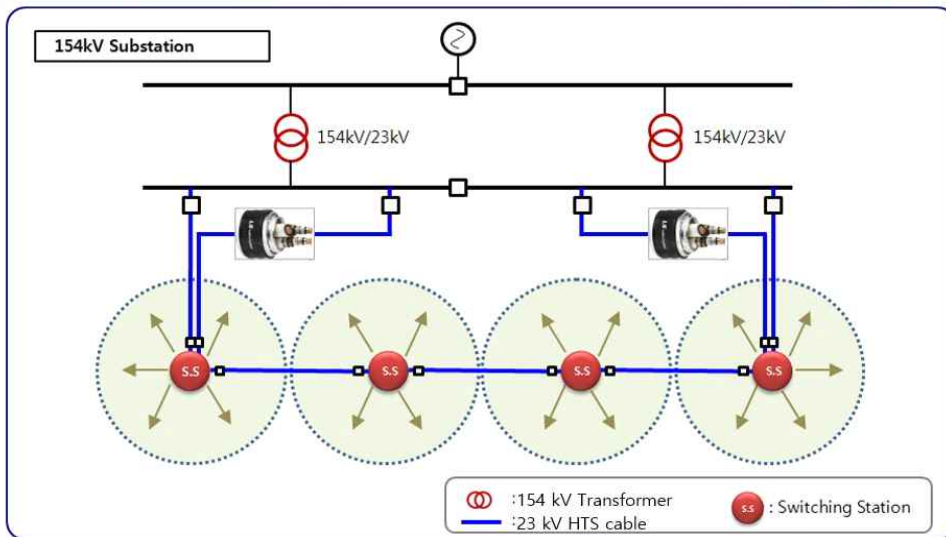 154kV Substation
154kV/23kV
154kV/23kV
S.S
S.S
S.S
S.S
:154 kV Transformer
:23 kV HTS cable
S.S
: Switching Station